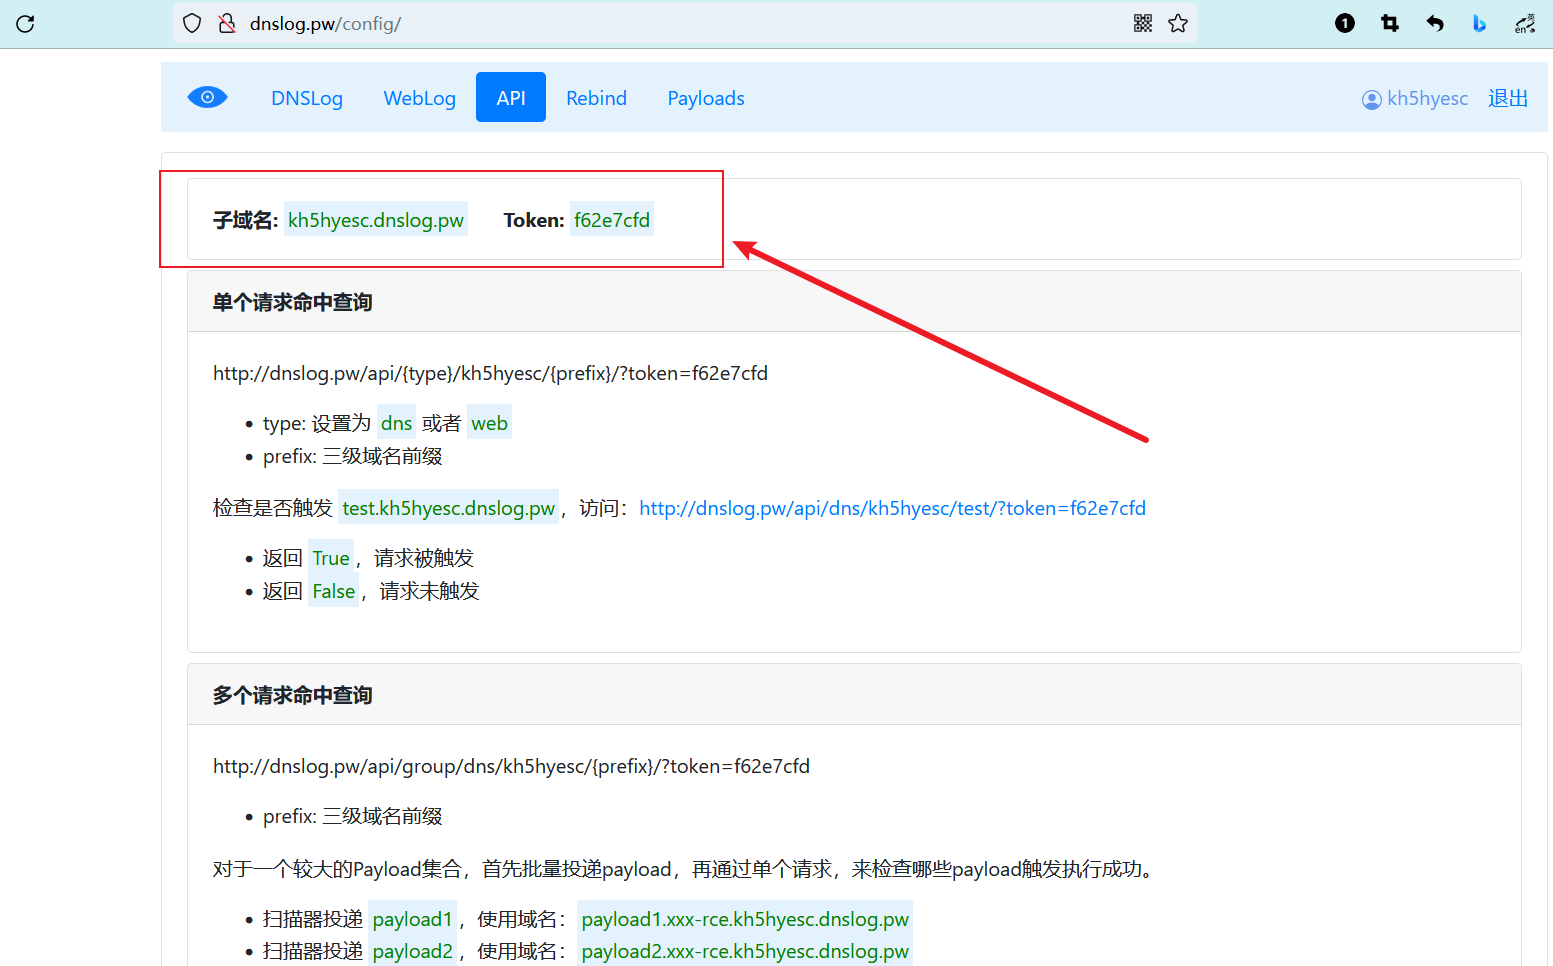 dnslog.pw/config/
1
英
en
DNSLog WebLog API Rebind Payloads kh5hyesc 退出
子域名: kh5hyesc.dnslog.pw Token: f62e7cfd
单个请求命中查询
http://dnslog.pw/api/{type}/kh5hyesc/{prefix}/?token=f62e7cfd
type: 设置为 dns 或者 web
prefix: 三级域名前缀
检查是否触发 test.kh5hyesc.dnslog.pw，访问：http://dnslog.pw/api/dns/kh5hyesc/test/?token=f62e7cfd
返回 True，请求被触发
返回 False，请求未触发
多个请求命中查询
http://dnslog.pw/api/group/dns/kh5hyesc/{prefix}/?token=f62e7cfd
prefix: 三级域名前缀
对于一个较大的Payload集合，首先批量投递payload，再通过单个请求，来检查哪些payload触发执行成功。
扫描器投递 payload1，使用域名：payload1.xxx-rce.kh5hyesc.dnslog.pw
扫描器投递 payload2，使用域名：payload2.xxx-rce.kh5hyesc.dnslog.pw